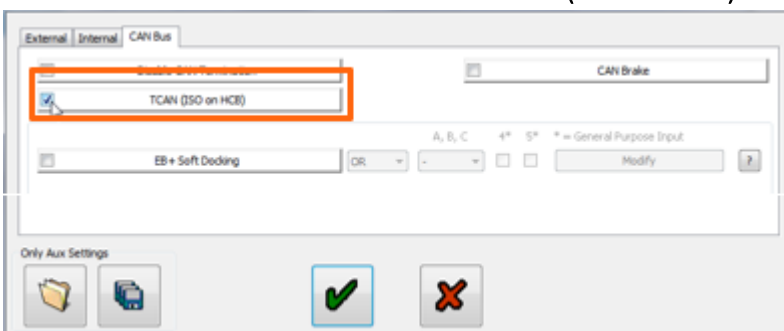 External Internal CAN Bus
CAN Brake
TCAN (ISO on HCB)
A, B, C 4* 5* * = General Purpose Input
EB+ Soft Docking OR - Modify ?
Only Aux Settings